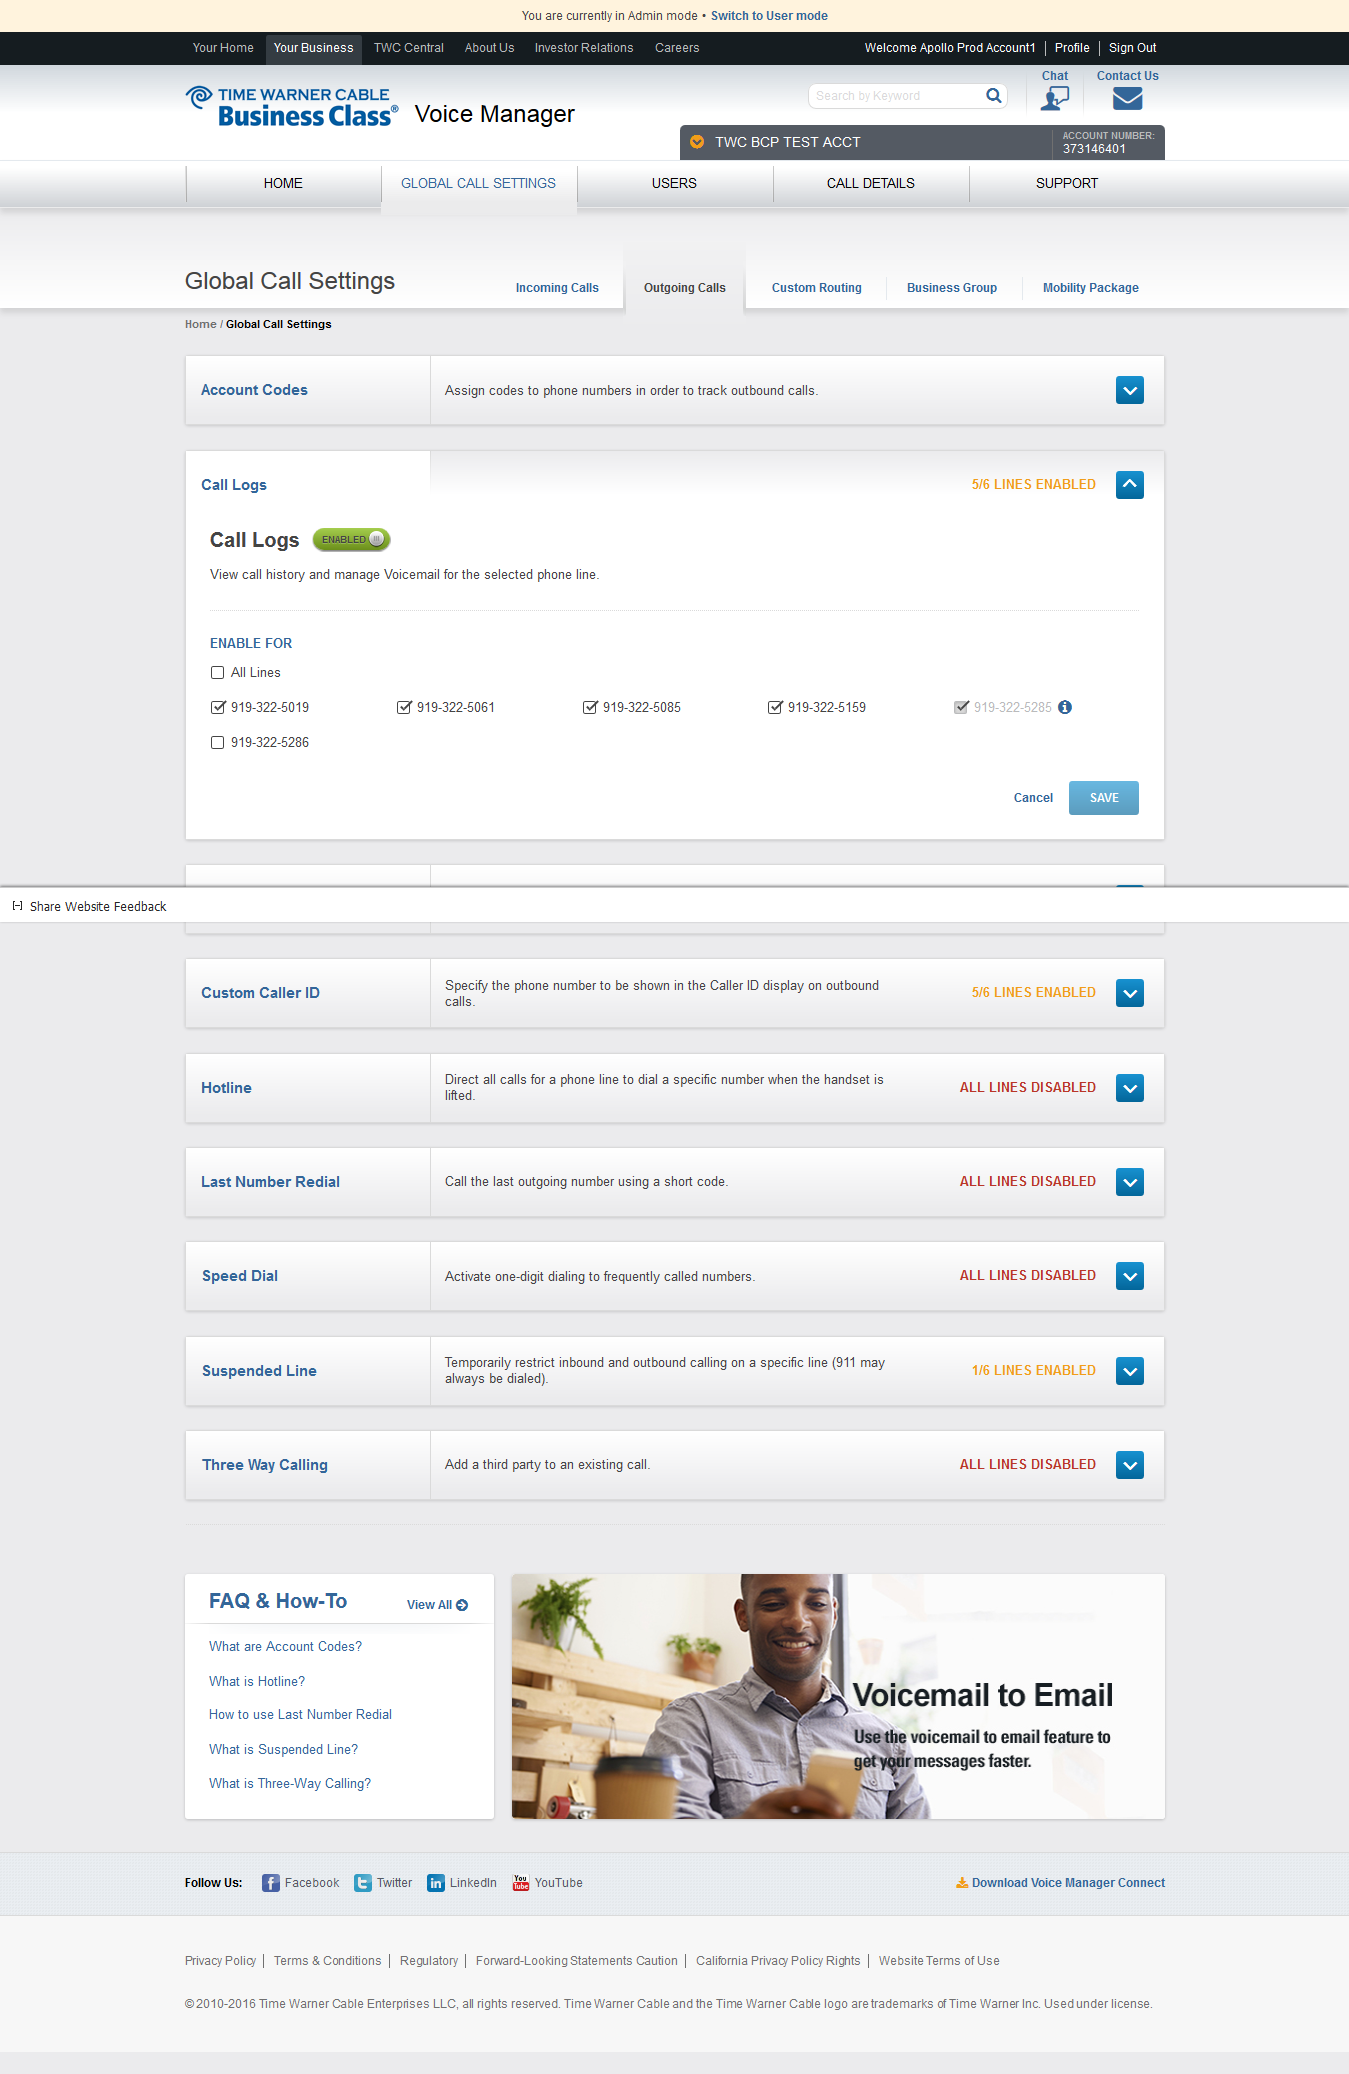 You are currently in Admin mode • Switch to User mode
Your Home Your Business TWC Central About Us Investor Relations Careers Welcome Apollo Prod Account1 Profile Sign Out
TIME WARNER CABLE
Business Class® Voice Manager
Search by Keyword
Chat
Contact Us
TWC BCP TEST ACCT
ACCOUNT NUMBER:
373146401
HOME GLOBAL CALL SETTINGS USERS CALL DETAILS SUPPORT
Global Call Settings
Incoming Calls Outgoing Calls Custom Routing Business Group Mobility Package
Home / Global Call Settings
Account Codes
Assign codes to phone numbers in order to track outbound calls.
Call Logs
5/6 LINES ENABLED
Call Logs ENABLED
View call history and manage Voicemail for the selected phone line.
ENABLE FOR
All Lines
919-322-5019 919-322-5061 919-322-5085 919-322-5159 919-322-5285
919-322-5286
Cancel SAVE
[-] Share Website Feedback
Custom Caller ID
Specify the phone number to be shown in the Caller ID display on outbound
calls.
5/6 LINES ENABLED
Hotline
Direct all calls for a phone line to dial a specific number when the handset is
lifted.
ALL LINES DISABLED
Last Number Redial
Call the last outgoing number using a short code.
ALL LINES DISABLED
Speed Dial
Activate one-digit dialing to frequently called numbers.
ALL LINES DISABLED
Suspended Line
Temporarily restrict inbound and outbound calling on a specific line (911 may
always be dialed).
1/6 LINES ENABLED
Three Way Calling
Add a third party to an existing call.
ALL LINES DISABLED
FAQ & How-To
View All
What are Account Codes?
What is Hotline?
How to use Last Number Redial
What is Suspended Line?
What is Three-Way Calling?
Voicemail to Email
Use the voicemail to email feature to
get your messages faster.
Follow Us: Facebook Twitter LinkedIn YouTube
Download Voice Manager Connect
Privacy Policy Terms & Conditions Regulatory Forward-Looking Statements Caution California Privacy Policy Rights Website Terms of Use
© 2010-2016 Time Warner Cable Enterprises LLC, all rights reserved. Time Warner Cable and the Time Warner Cable logo are trademarks of Time Warner Inc. Used under license.